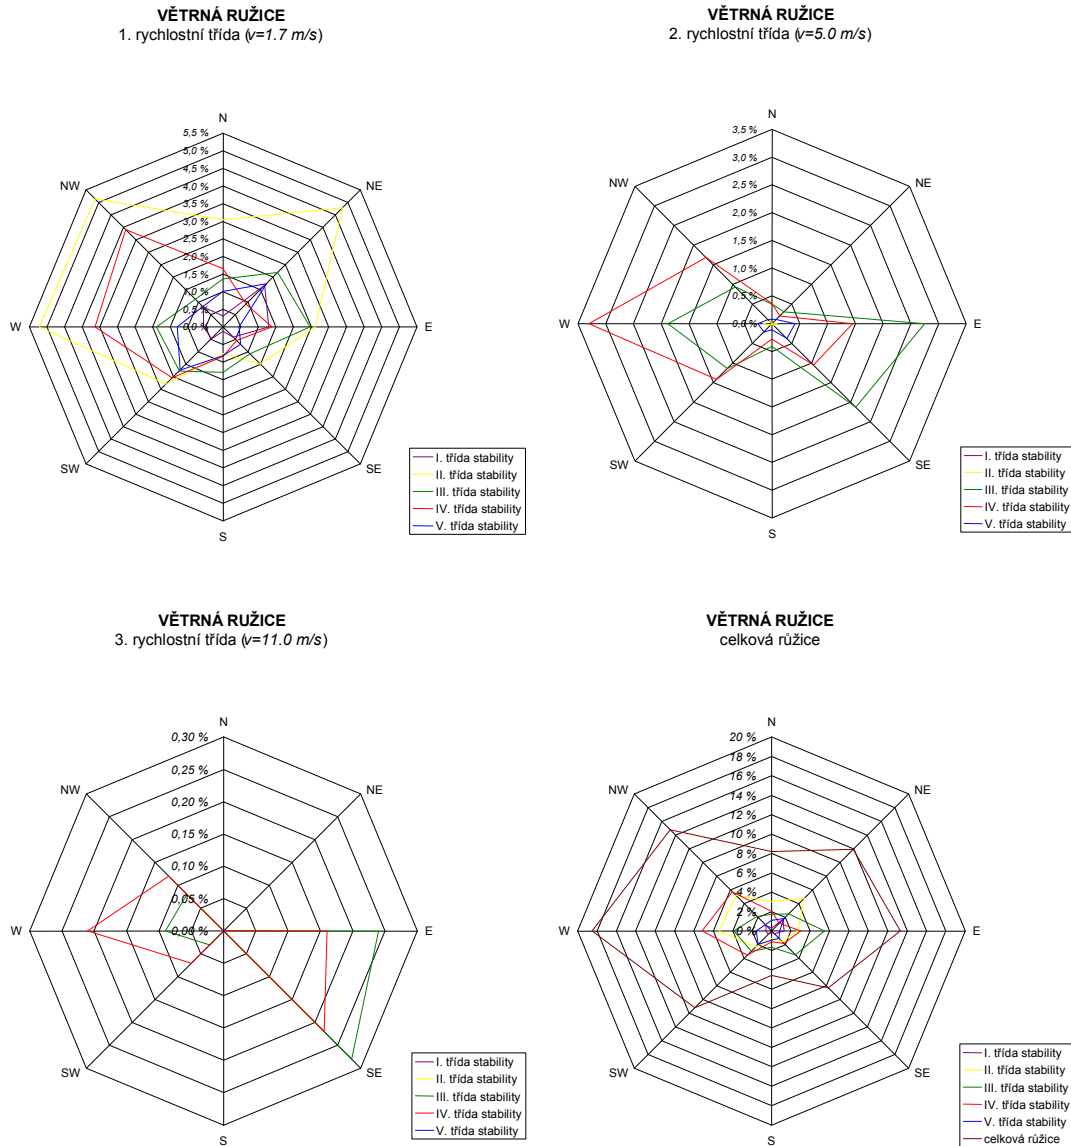 VĚTRNÁ RUŽICE
1. rychlostní třída (v=1.7 m/s)
N
5,5 %
5,0 %
4,5 %
4,0 %
3,5 %
3,0 %
2,5 %
2,0 %
1,5 %
1,0 %
0,5 %
0,0 %
NW
NE
W
E
SW
SE
S
I. třída stability
II. třída stability
III. třída stability
IV. třída stability
V. třída stability
VĚTRNÁ RUŽICE
2. rychlostní třída (v=5.0 m/s)
N
3,5 %
3,0 %
2,5 %
2,0 %
1,5 %
1,0 %
0,5 %
0,0 %
NW
NE
W
E
SW
SE
S
I. třída stability
II. třída stability
III. třída stability
IV. třída stability
V. třída stability
VĚTRNÁ RUŽICE
3. rychlostní třída (v=11.0 m/s)
N
0,30 %
0,25 %
0,20 %
0,15 %
0,10 %
0,05 %
0,00 %
NW
NE
W
E
SW
SE
S
I. třída stability
II. třída stability
III. třída stability
IV. třída stability
V. třída stability
VĚTRNÁ RUŽICE
celková růžice
N
20 %
18 %
16 %
14 %
12 %
10 %
8 %
6 %
4 %
2 %
0 %
NW
NE
W
E
SW
SE
S
I. třída stability
II. třída stability
III. třída stability
IV. třída stability
V. třída stability
celková růžice